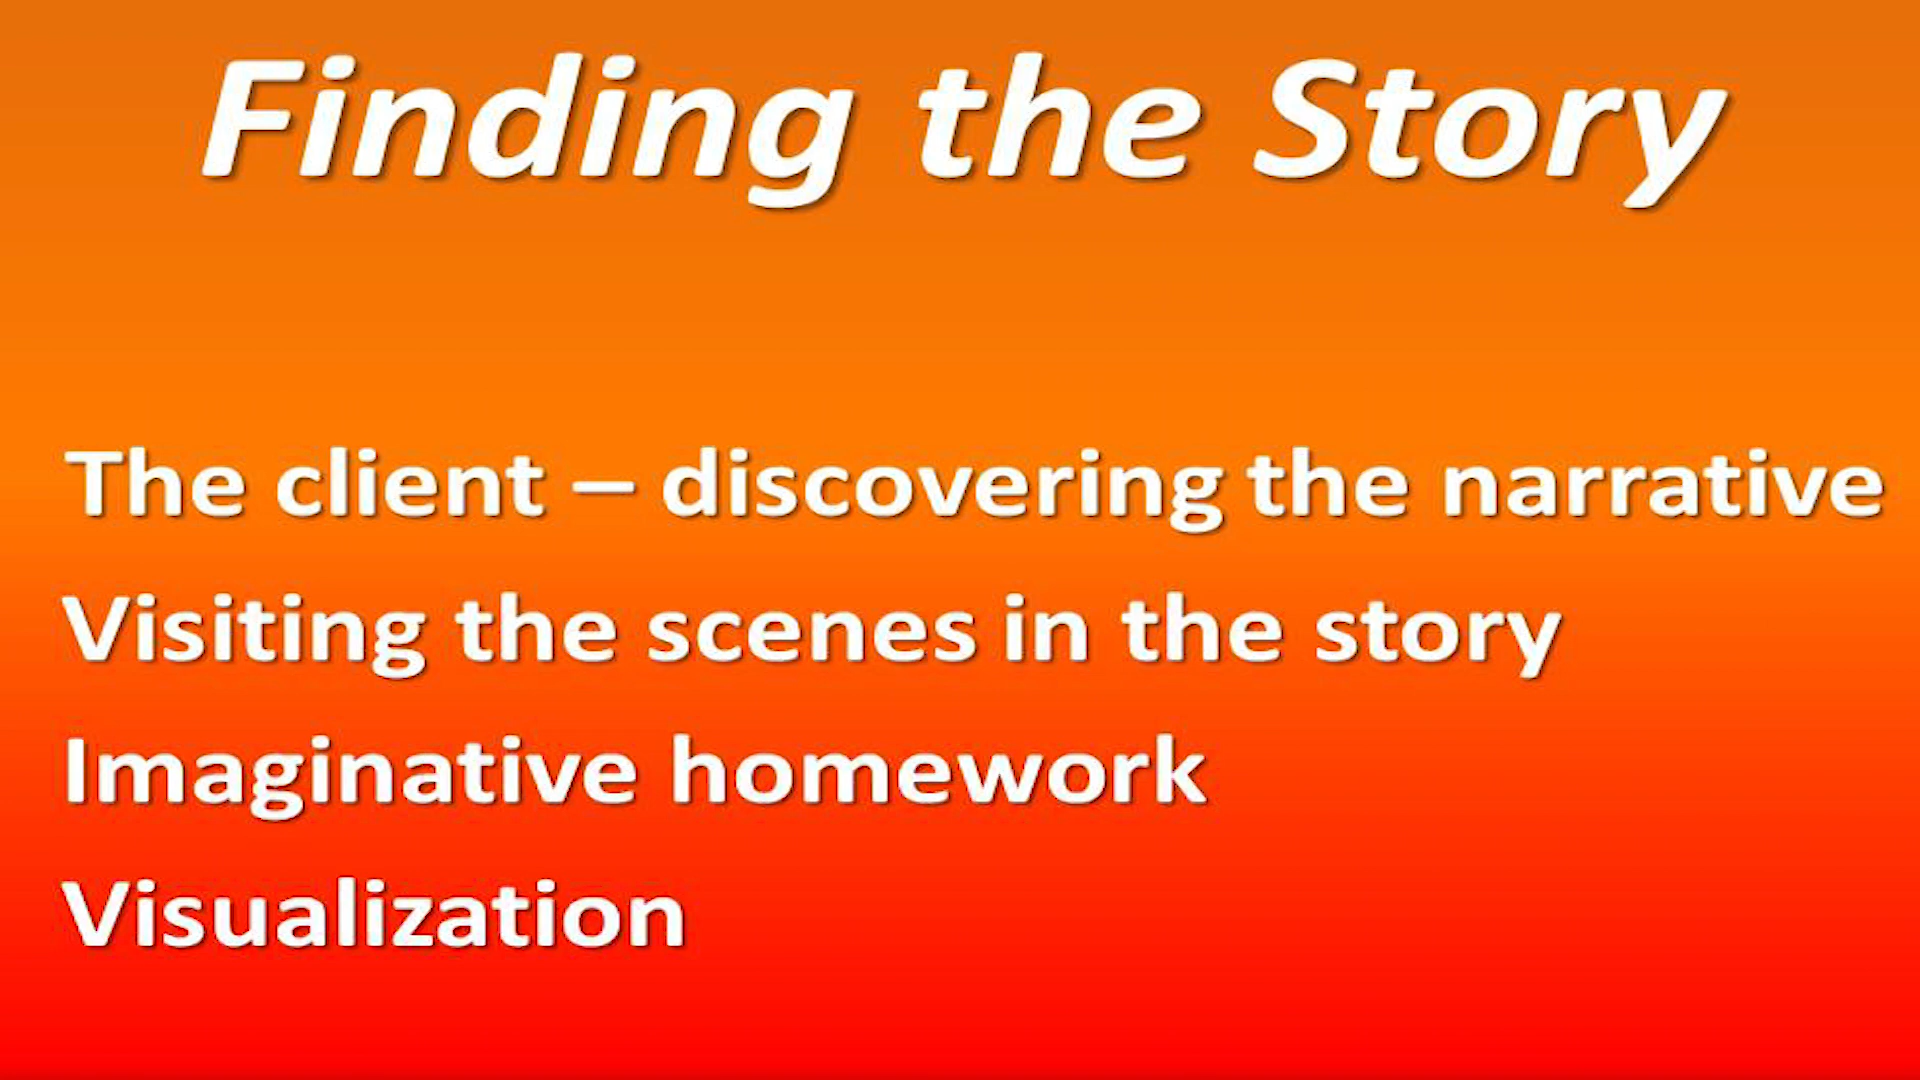 Finding the Story
The client – discovering the narrative
Visiting the scenes in the story
Imaginative homework
Visualization